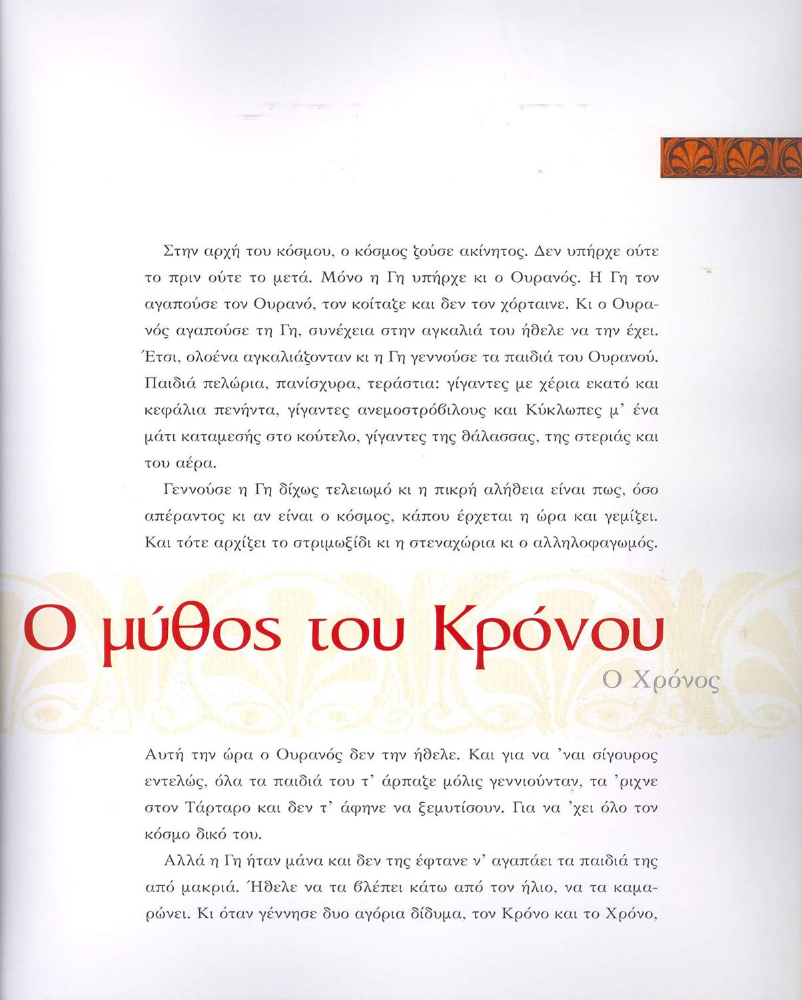 Στην αρχή του κόσμου, ο κόσμος ζούσε ακίνητος. Δεν υπήρχε ούτε
το πριν ούτε το μετά. Μόνο η Γη υπήρχε κι ο Ουρανός. Η Γη τον
αγαπούσε τον Ουρανό, τον κοίταζε και δεν τον χόρταινε. Κι ο Ουρα-
νός αγαπούσε τη Γη, συνέχεια στην αγκαλιά του ήθελε να την έχει.
Έτσι, ολοένα αγκαλιάζονταν κι η Γη γεννούσε τα παιδιά του Ουρανού.
Παιδιά πελώρια, πανίσχυρα, τεράστια: γίγαντες με χέρια εκατό και
κεφάλια πενήντα, γίγαντες ανεμοστρόβιλους και Κύκλωπες μ’ ένα
μάτι καταμεσής στο κούτελο, γίγαντες της θάλασσας, της στεριάς και
του αέρα.
Γεννούσε η Γη δίχως τελειωμό κι η πικρή αλήθεια είναι πως, όσο
απέραντος κι αν είναι ο κόσμος, κάπου έρχεται η ώρα και γεμίζει.
Και τότε αρχίζει το στριμωξίδι κι η στεναχώρια κι ο αλληλοφαγωμός.
Ο μύθος του Κρόνου
Ο Χρόνος
Αυτή την ώρα ο Ουρανός δεν την ήθελε. Και για να ’ναι σίγουρος
εντελώς, όλα τα παιδιά του τ’ άρπαζε μόλις γεννιούνταν, τα ’ριχνε
στον Τάρταρο και δεν τ’ άφηνε να ξεμυτίσουν. Για να ’χει όλο τον
κόσμο δικό του.
Αλλά η Γη ήταν μάνα και δεν της έφτανε ν’ αγαπάει τα παιδιά της
από μακριά. Ήθελε να τα βλέπει κάτω από τον ήλιο, να τα καμα-
ρώνει. Κι όταν γέννησε δυο αγόρια δίδυμα, τον Κρόνο και το Χρόνο,